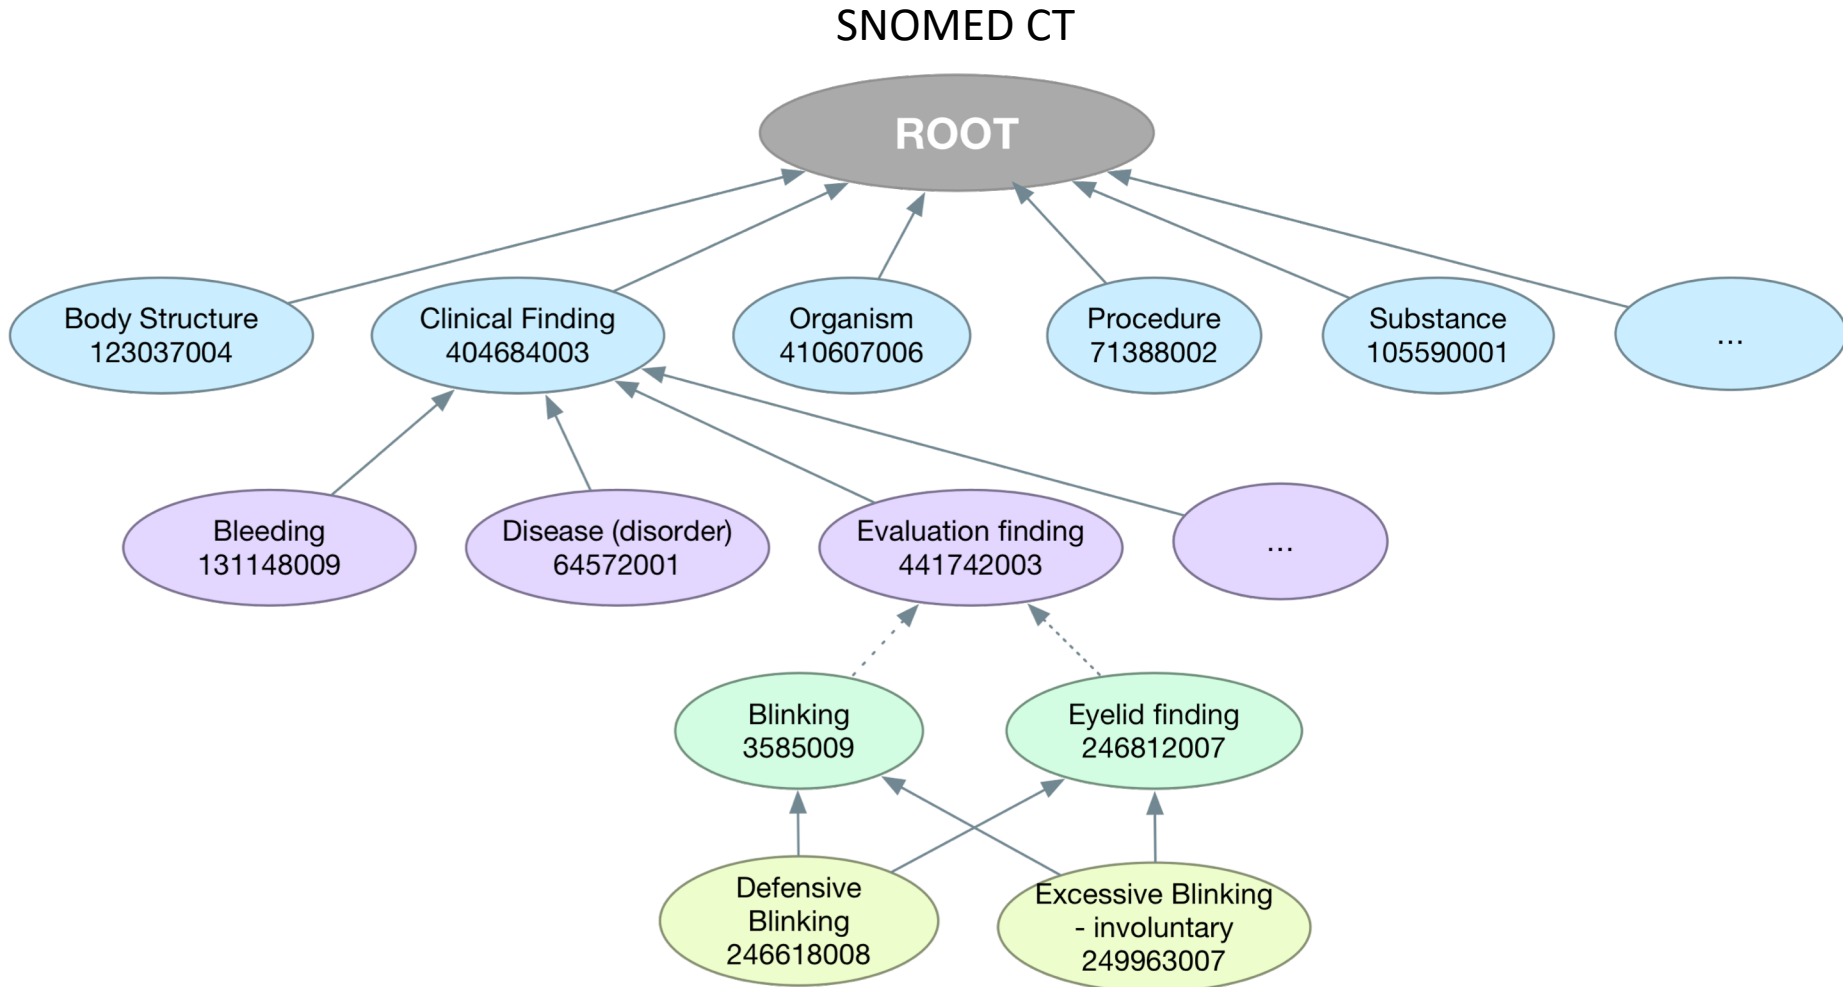 SNOMED CT
ROOT
Body Structure
123037004
Clinical Finding
404684003
Organism
410607006
Procedure
71388002
Substance
105590001
...
Bleeding
131148009
Disease (disorder)
64572001
Evaluation finding
441742003
...
Blinking
3585009
Eyelid finding
246812007
Defensive
Blinking
246618008
Excessive Blinking
- involuntary
249963007